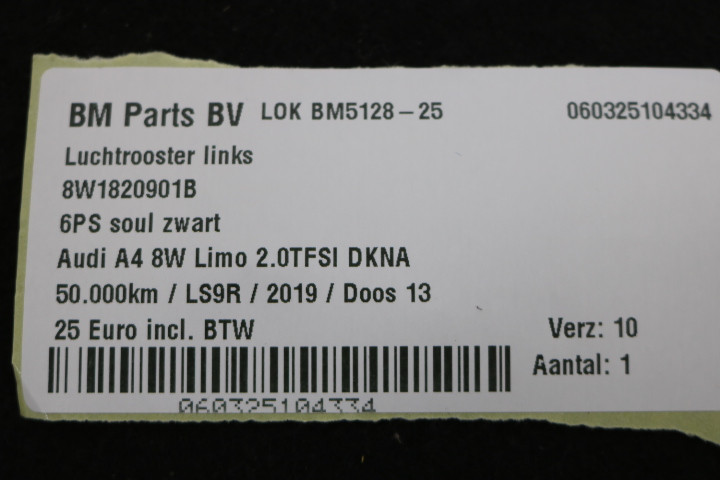 BM Parts BV LOK BM5128-25 060325104334
Luchtrooster links
8W1820901B
6PS soul zwart
Audi A4 8W Limo 2.0TFSI DKNA
50.000km / LS9R / 2019 / Doos 13
25 Euro incl. BTW Verz: 10
Aantal: 1
060325104334